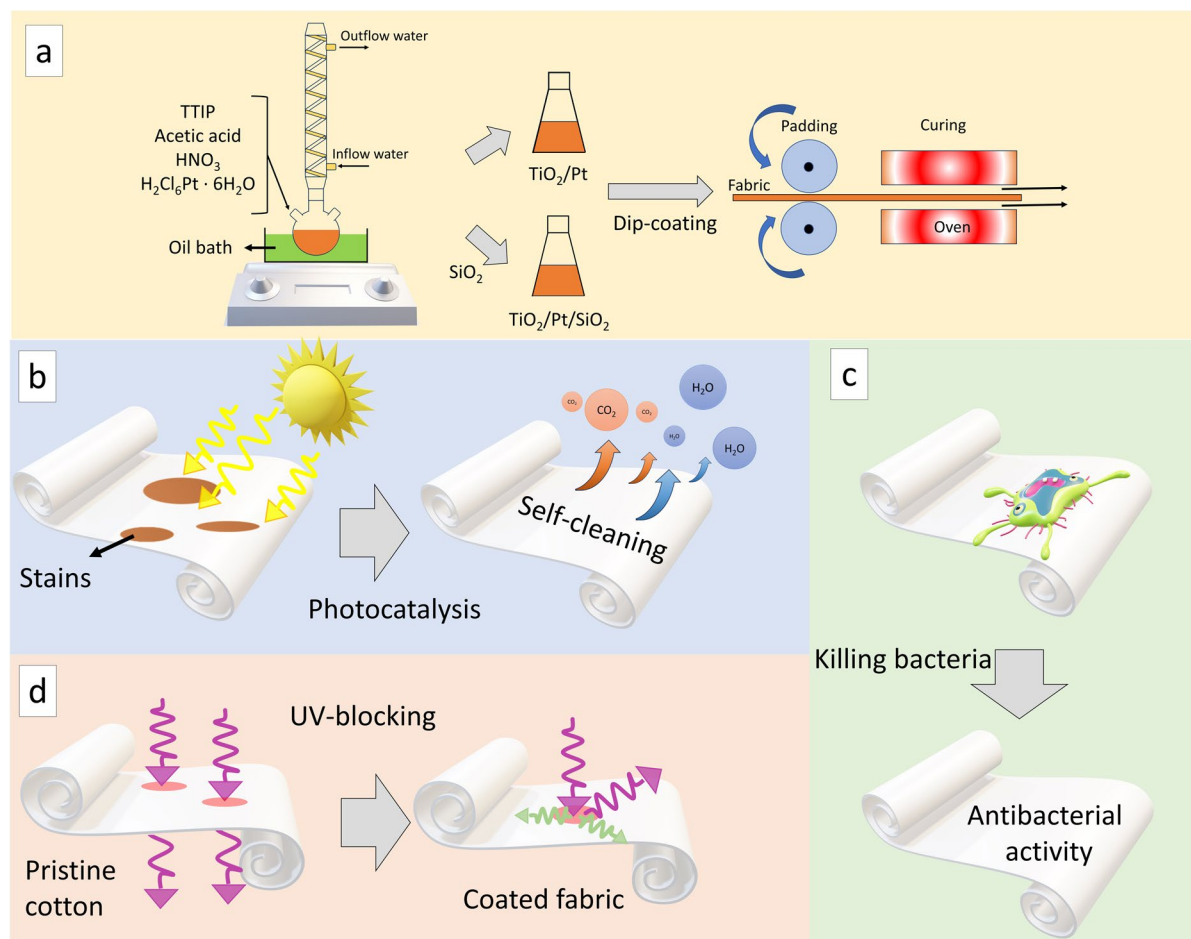 a
Outflow water
TTIP
Acetic acid
HNO₃
H₂Cl₆Pt · 6H₂O
Inflow water
Oil bath
TiO₂/Pt
SiO₂
TiO₂/Pt/SiO₂
Dip-coating
Padding
Curing
Fabric
Oven
b
Stains
Photocatalysis
CO₂
CO₂
CO₂
H₂O
H₂O
H₂O
Self-cleaning
c
Killing bacteria
Antibacterial
activity
d
UV-blocking
Pristine
cotton
Coated fabric